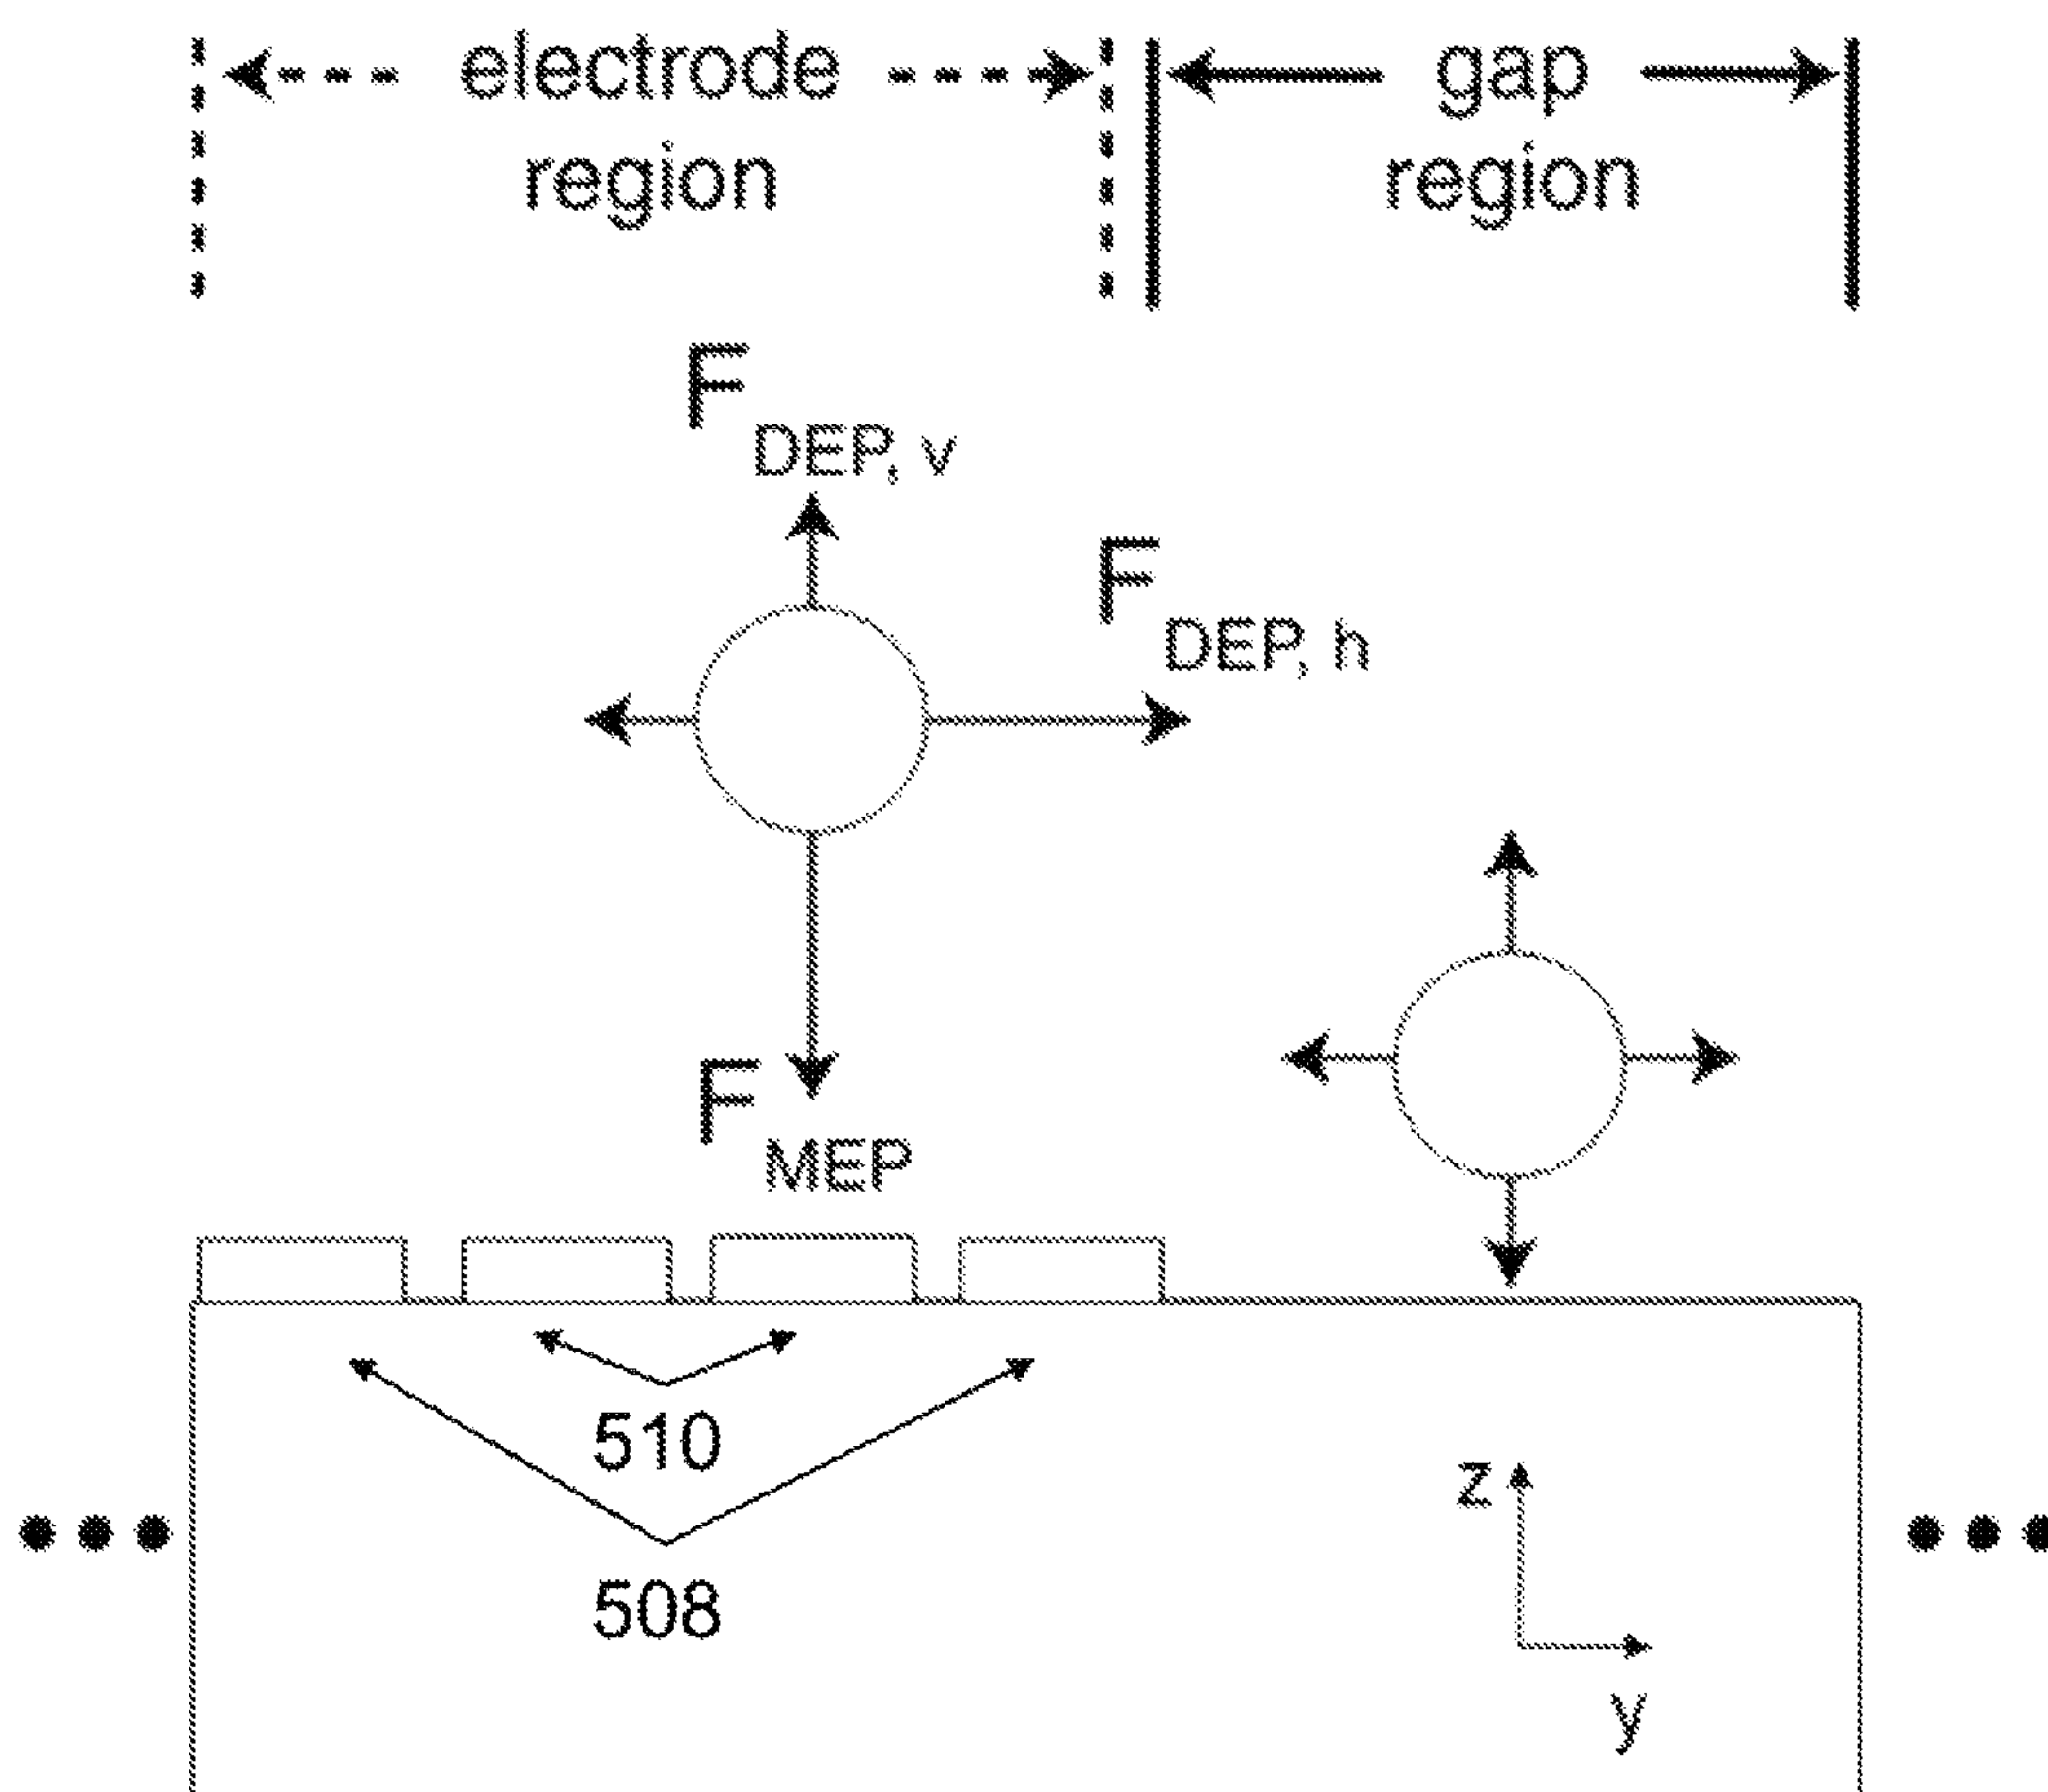 electrode gap
region region
F DEP, v
F DEP, h
F MEP
510
508
z
y